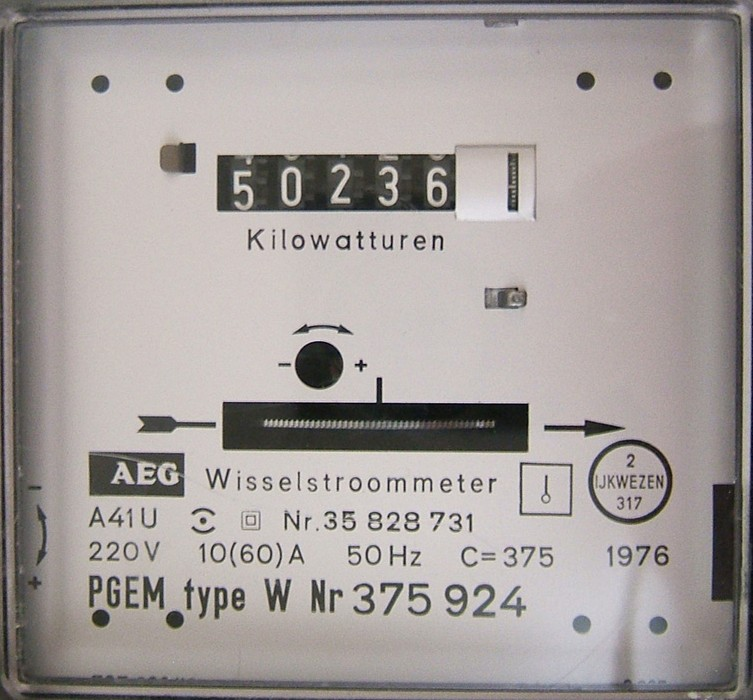 50236
Kilowatturen
- +
AEG Wisselstroommeter
2
IJKWEZEN
317
A41U Nr. 35 828 731
220V 10(60)A 50Hz C=375 1976
PGEM type W Nr 375 924
-
+